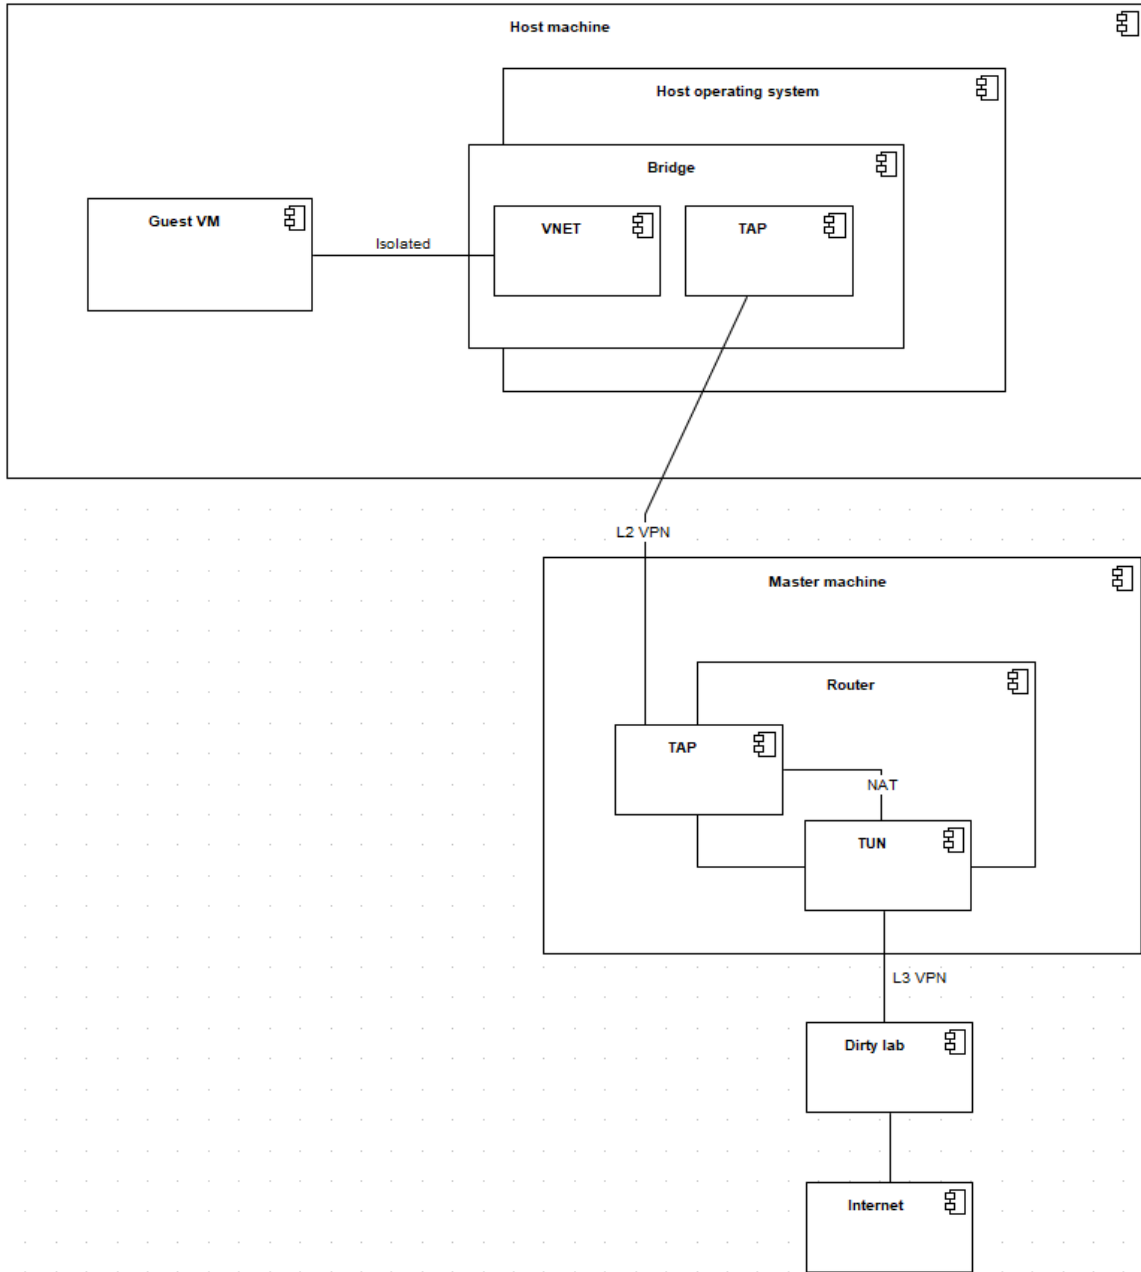 Host machine
Host operating system
Bridge
Guest VM
VNET
TAP
Isolated
L2 VPN
Master machine
Router
TAP
NAT
TUN
L3 VPN
Dirty lab
Internet